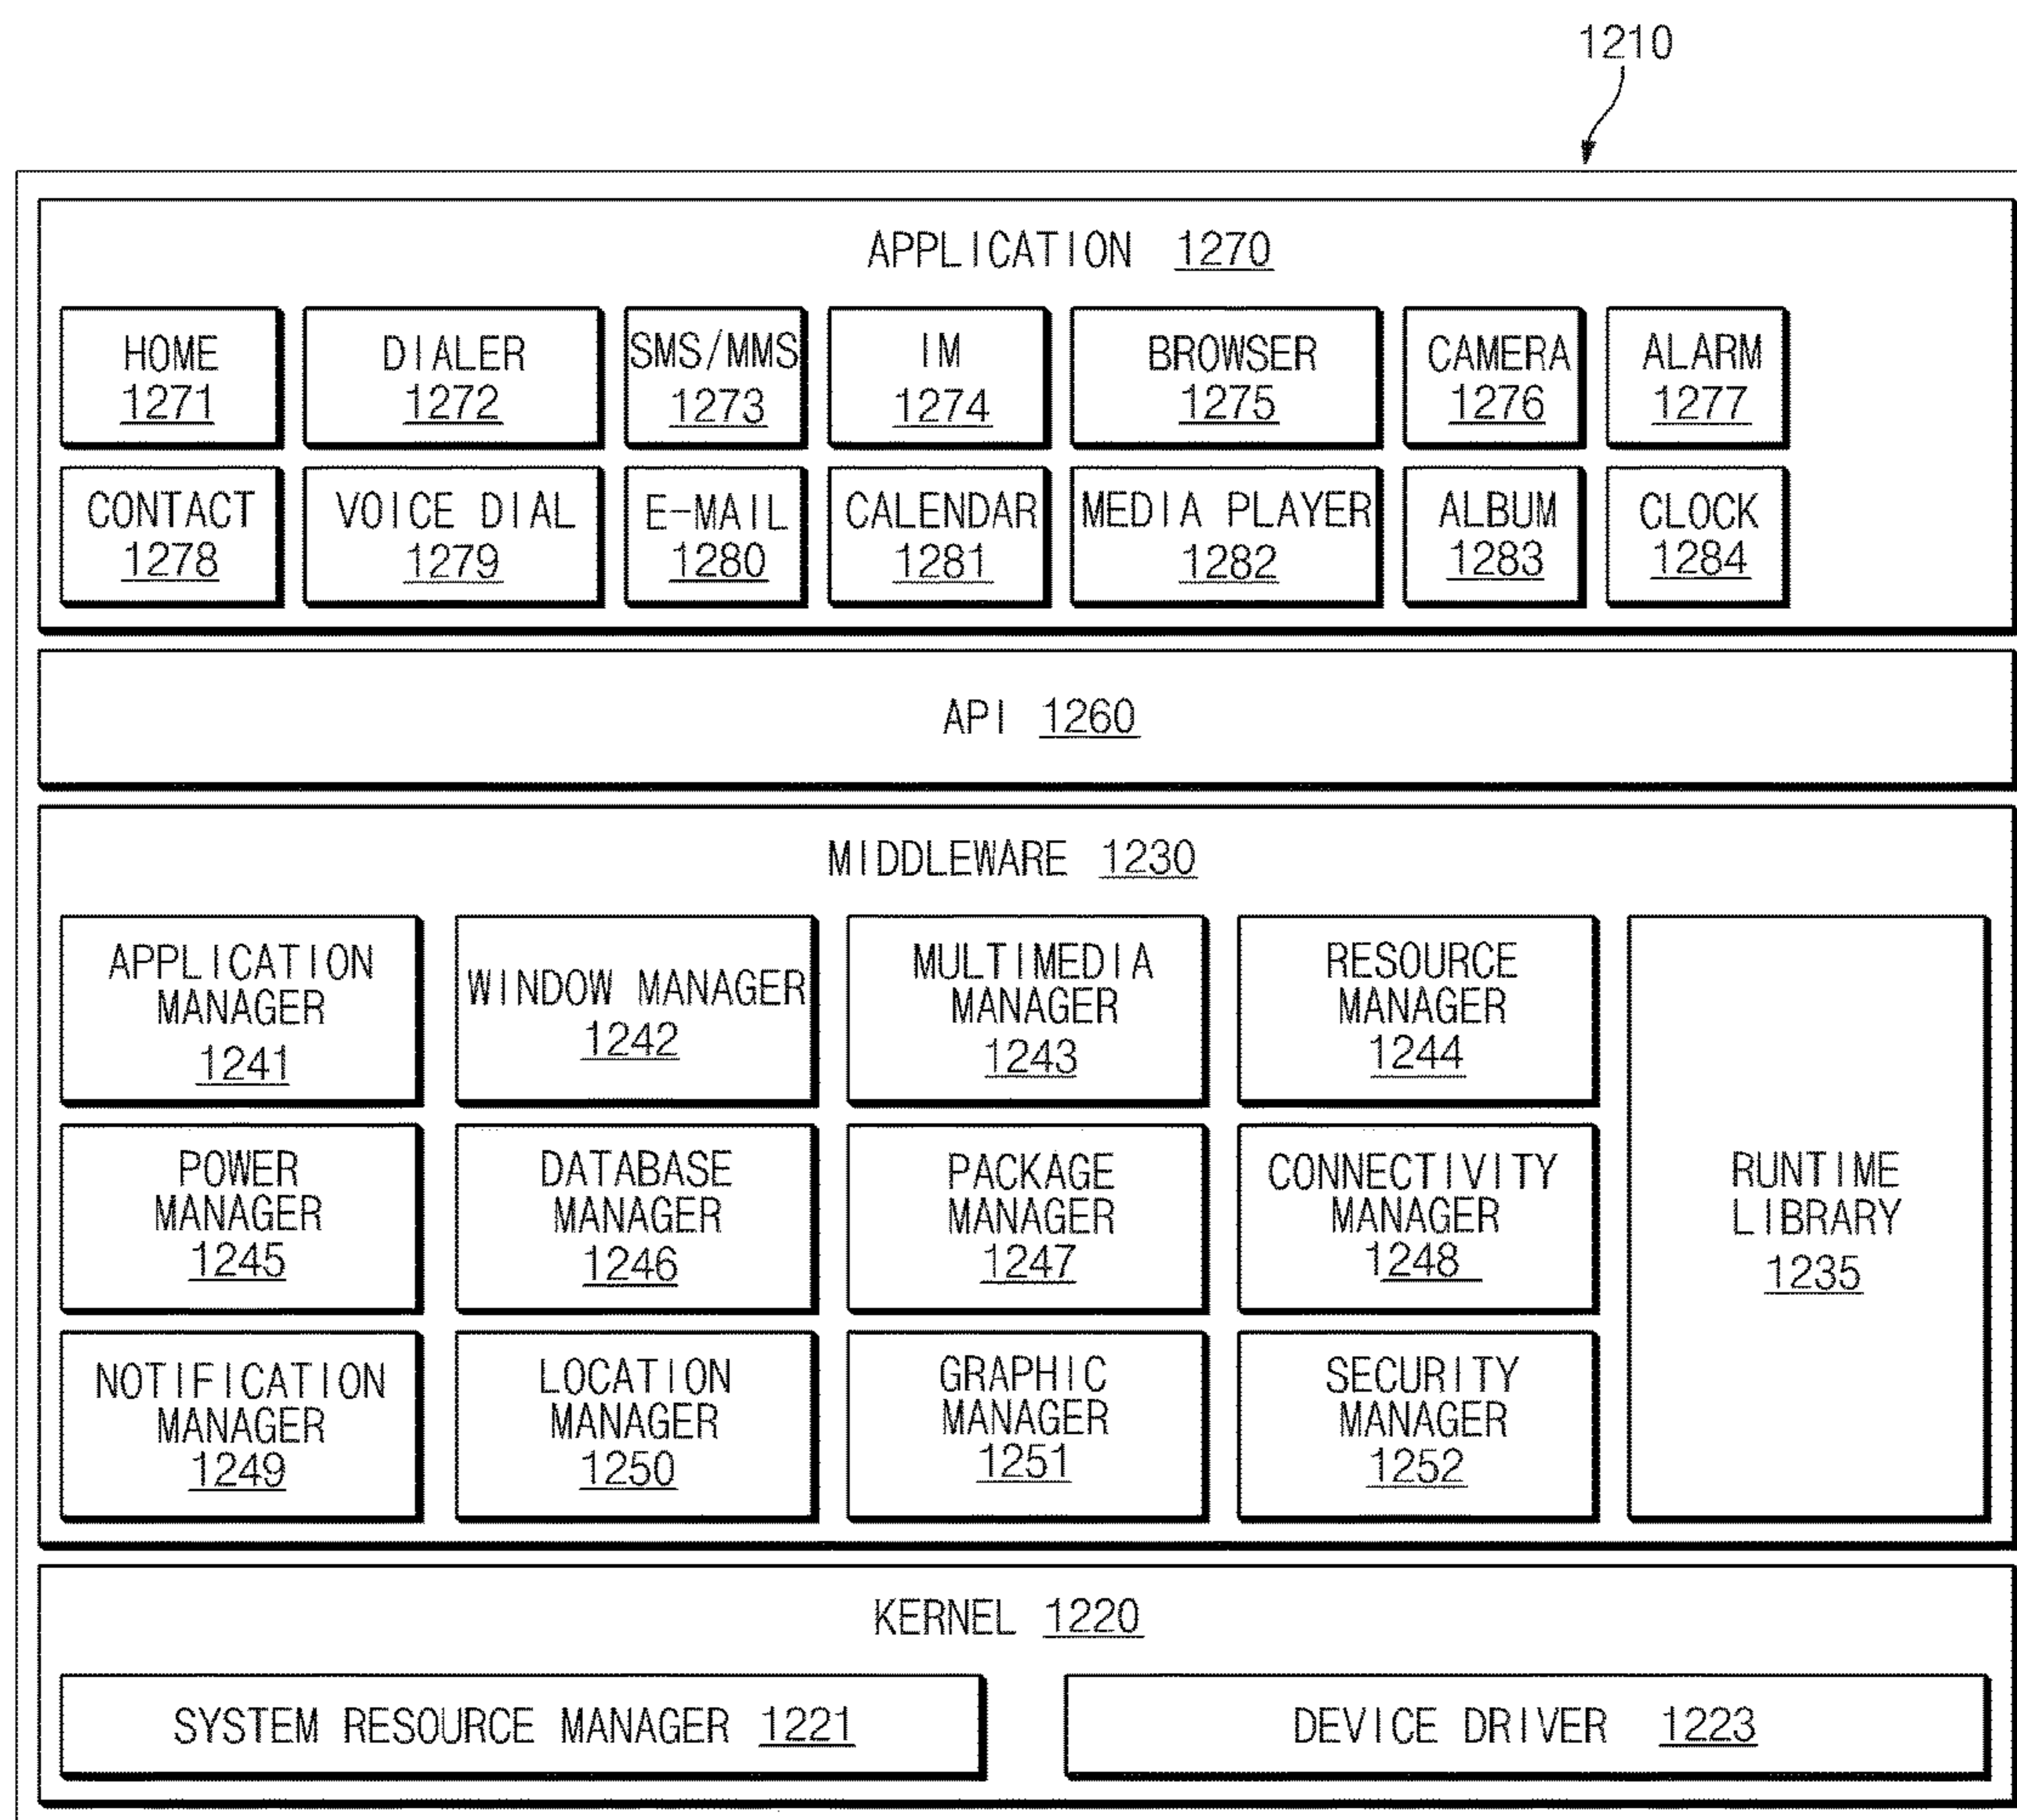 1210
APPLICATION 1270
HOME
1271
DIALER
1272
SMS/MMS
1273
IM
1274
BROWSER
1275
CAMERA
1276
ALARM
1277
CONTACT
1278
VOICE DIAL
1279
E-MAIL
1280
CALENDAR
1281
MEDIA PLAYER
1282
ALBUM
1283
CLOCK
1284
API 1260
MIDDLEWARE 1230
APPLICATION
MANAGER
1241
WINDOW MANAGER
1242
MULTIMEDIA
MANAGER
1243
RESOURCE
MANAGER
1244
POWER
MANAGER
1245
DATABASE
MANAGER
1246
PACKAGE
MANAGER
1247
CONNECTIVITY
MANAGER
1248
RUNTIME
LIBRARY
1235
NOTIFICATION
MANAGER
1249
LOCATION
MANAGER
1250
GRAPHIC
MANAGER
1251
SECURITY
MANAGER
1252
KERNEL 1220
SYSTEM RESOURCE MANAGER 1221
DEVICE DRIVER 1223